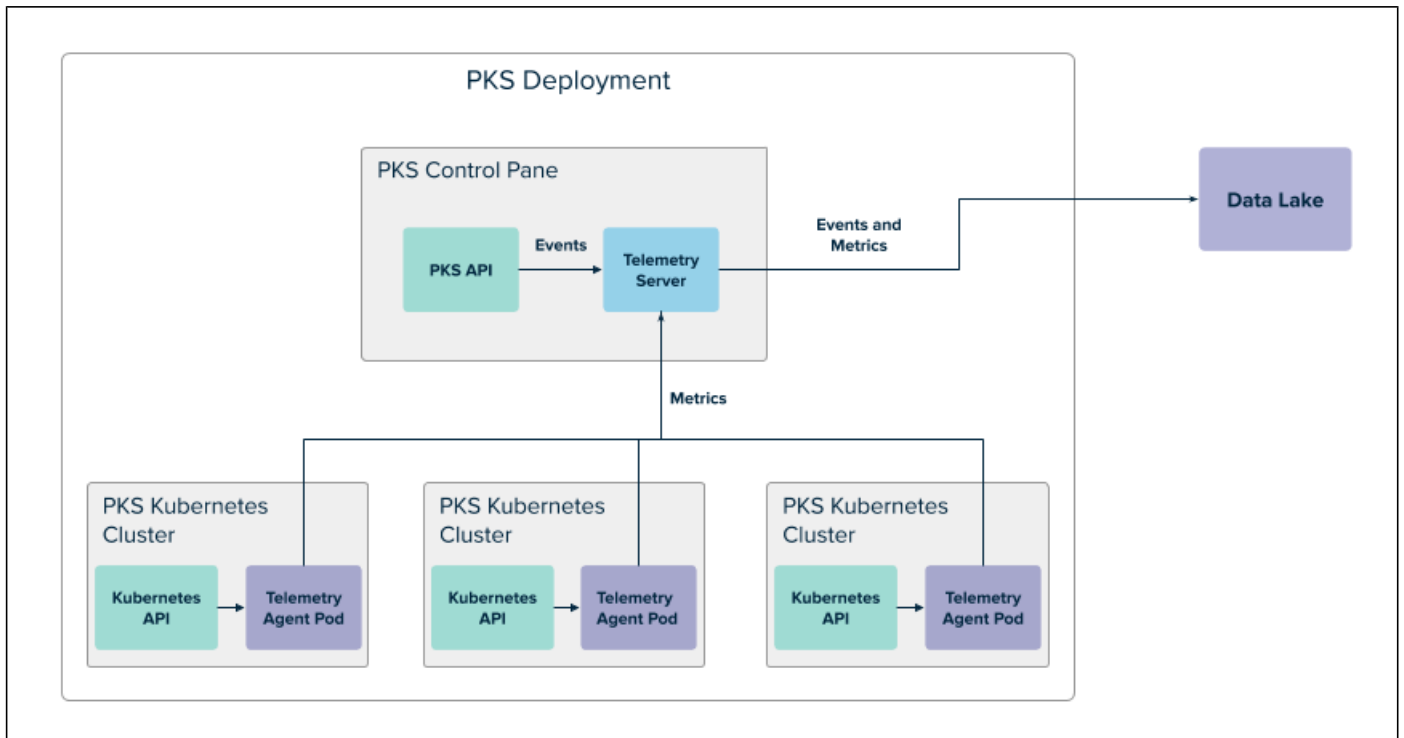 PKS Deployment
PKS Control Pane
PKS API
Events
Telemetry
Server
Events and
Metrics
Data Lake
Metrics
PKS Kubernetes
Cluster
Kubernetes
API
Telemetry
Agent Pod
PKS Kubernetes
Cluster
Kubernetes
API
Telemetry
Agent Pod
PKS Kubernetes
Cluster
Kubernetes
API
Telemetry
Agent Pod